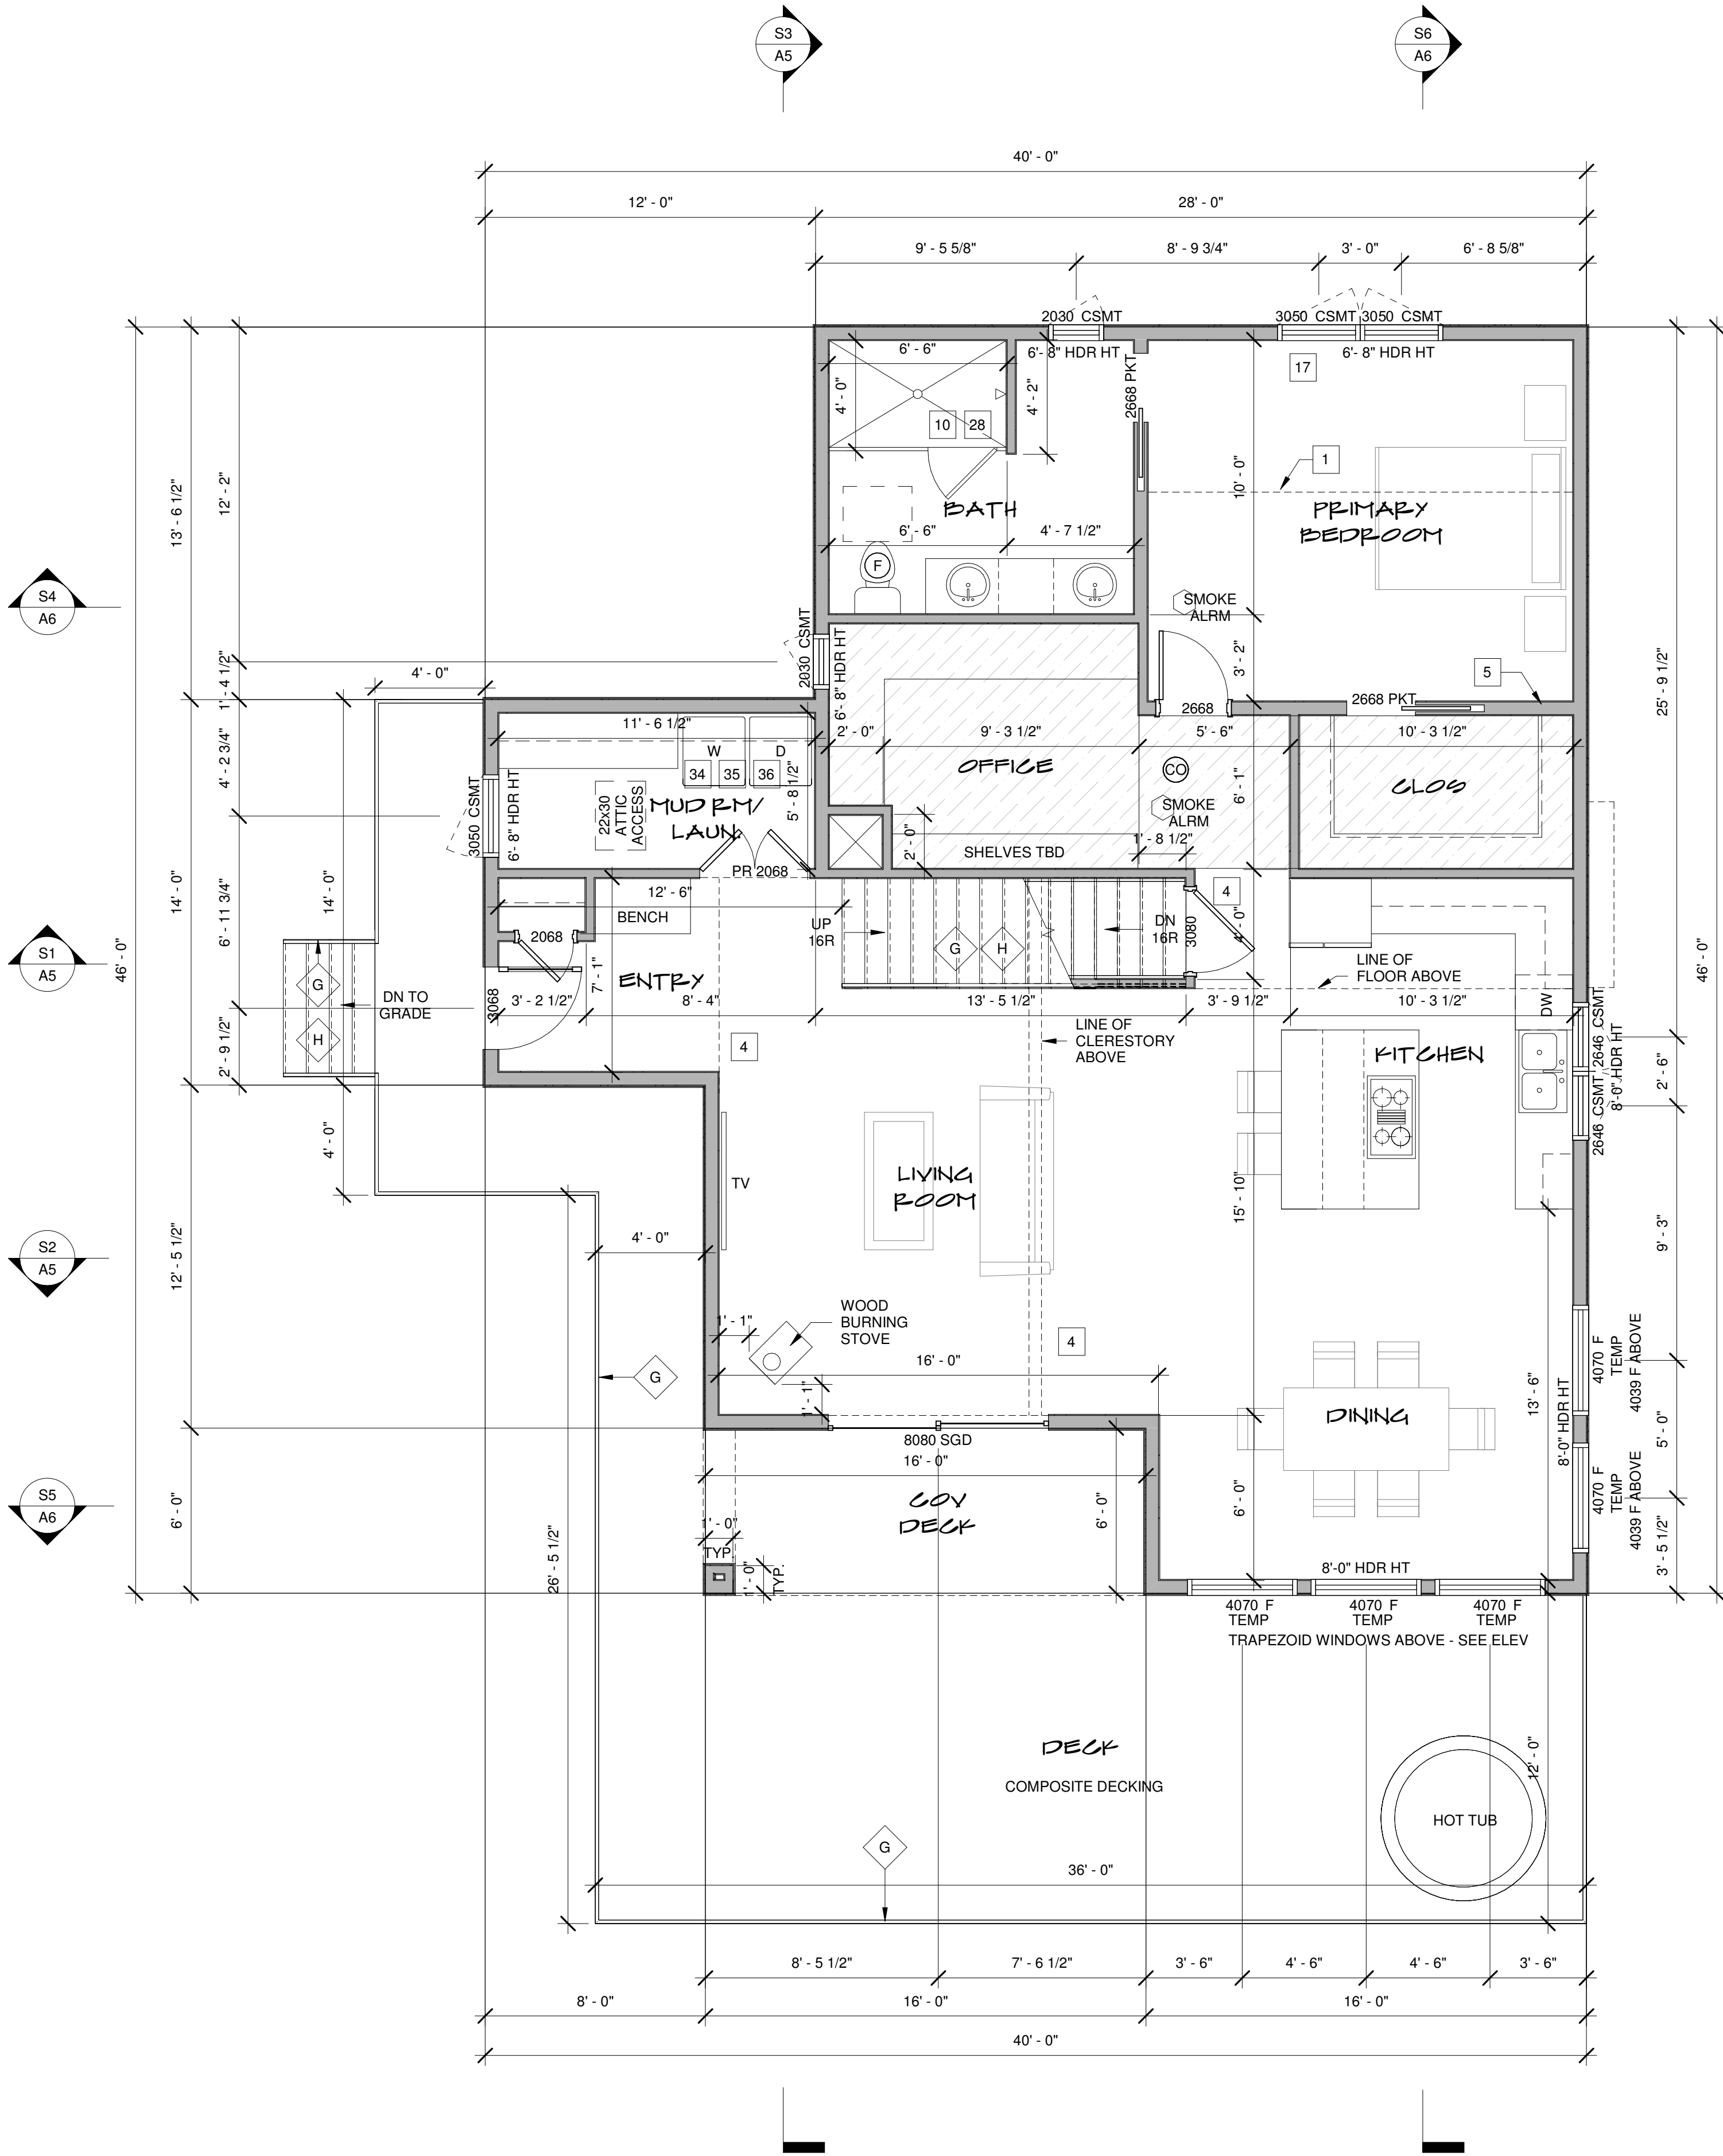 S3
A5
S6
A6
40' - 0"
12' - 0"
28' - 0"
9' - 5 5/8"
8' - 9 3/4"
3' - 0"
6' - 8 5/8"
2030 CSMT
3050 CSMT
3050 CSMT
6'- 8" HDR HT
6'- 8" HDR HT
6' - 6"
4' - 0"
4' - 2"
2668 PKT
17
10
28
1
10' - 0"
BATH
6' - 6"
4' - 7 1/2"
PRIMARY
BEDROOM
F
SMOKE
ALRM
3' - 2"
5
2668
2668 PKT
13' - 6 1/2"
12' - 2"
1' - 4 1/2"
4' - 2 3/4"
S4
A6
4' - 0"
2030 CSMT
6'- 8" HDR HT
25' - 9 1/2"
11' - 6 1/2"
2' - 0"
9' - 3 1/2"
5' - 6"
10' - 3 1/2"
W
D
34
35
36
OFFICE
CO
CLOS
3050 CSMT
6'- 8" HDR HT
22x30
ATTIC
ACCESS
MUD RM/
LAUN.
5' - 8 1/2"
6' - 1"
SMOKE
ALRM
1' - 8 1/2"
2' - 0"
SHELVES TBD
PR 2068
14' - 0"
14' - 0"
6' - 11 3/4"
2' - 9 1/2"
46' - 0"
46' - 0"
S1
A5
12' - 6"
BENCH
2068
UP
16R
G
H
DN
16R
3080
4
4' - 0"
LINE OF
FLOOR ABOVE
ENTRY
7' - 1"
3068
3' - 2 1/2"
8' - 4"
13' - 5 1/2"
3' - 9 1/2"
10' - 3 1/2"
G
H
DN TO
GRADE
4
LINE OF
CLERESTORY
ABOVE
DW
KITCHEN
2646 CSMT
2646 CSMT
8'-0" HDR HT
2' - 6"
4' - 0"
TV
LIVING
ROOM
15' - 10"
9' - 3"
S2
A5
12' - 5 1/2"
4' - 0"
WOOD
BURNING
STOVE
1' - 1"
4
16' - 0"
1' - 1"
G
13' - 6"
8'-0" HDR HT
4070 F
TEMP
4039 F ABOVE
DINING
5' - 0"
8080 SGD
16' - 0"
S5
A6
6' - 0"
COV
DECK
6' - 0"
6' - 0"
4070 F
TEMP
4039 F ABOVE
3' - 5 1/2"
26' - 5 1/2"
1' - 0"
TYP.
1' - 0"
TYP.
8'-0" HDR HT
4070 F
TEMP
4070 F
TEMP
4070 F
TEMP
TRAPEZOID WINDOWS ABOVE - SEE ELEV
DECK
COMPOSITE DECKING
12' - 0"
HOT TUB
G
36' - 0"
8' - 5 1/2"
7' - 6 1/2"
3' - 6"
4' - 6"
4' - 6"
3' - 6"
8' - 0"
16' - 0"
16' - 0"
40' - 0"